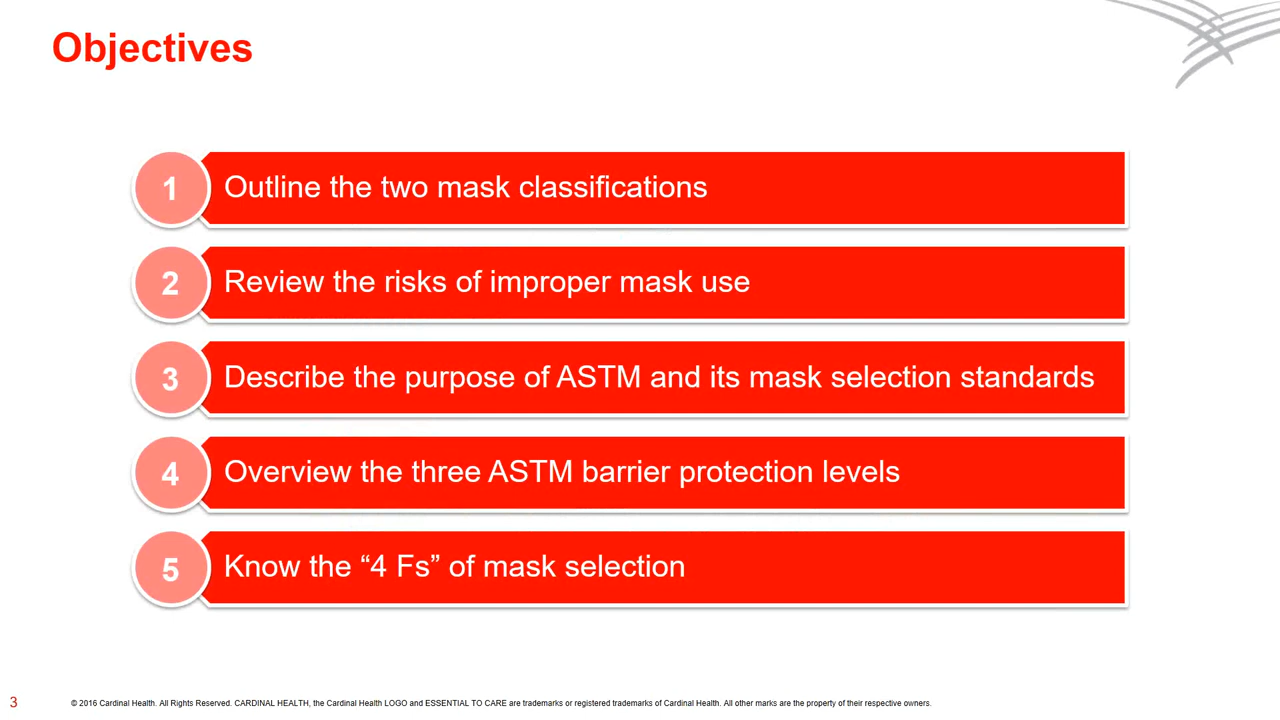 Objectives
1 Outline the two mask classifications
2 Review the risks of improper mask use
3 Describe the purpose of ASTM and its mask selection standards
4 Overview the three ASTM barrier protection levels
5 Know the “4 Fs” of mask selection
3 © 2016 Cardinal Health. All Rights Reserved. CARDINAL HEALTH, the Cardinal Health LOGO and ESSENTIAL TO CARE are trademarks or registered trademarks of Cardinal Health. All other marks are the property of their respective owners.